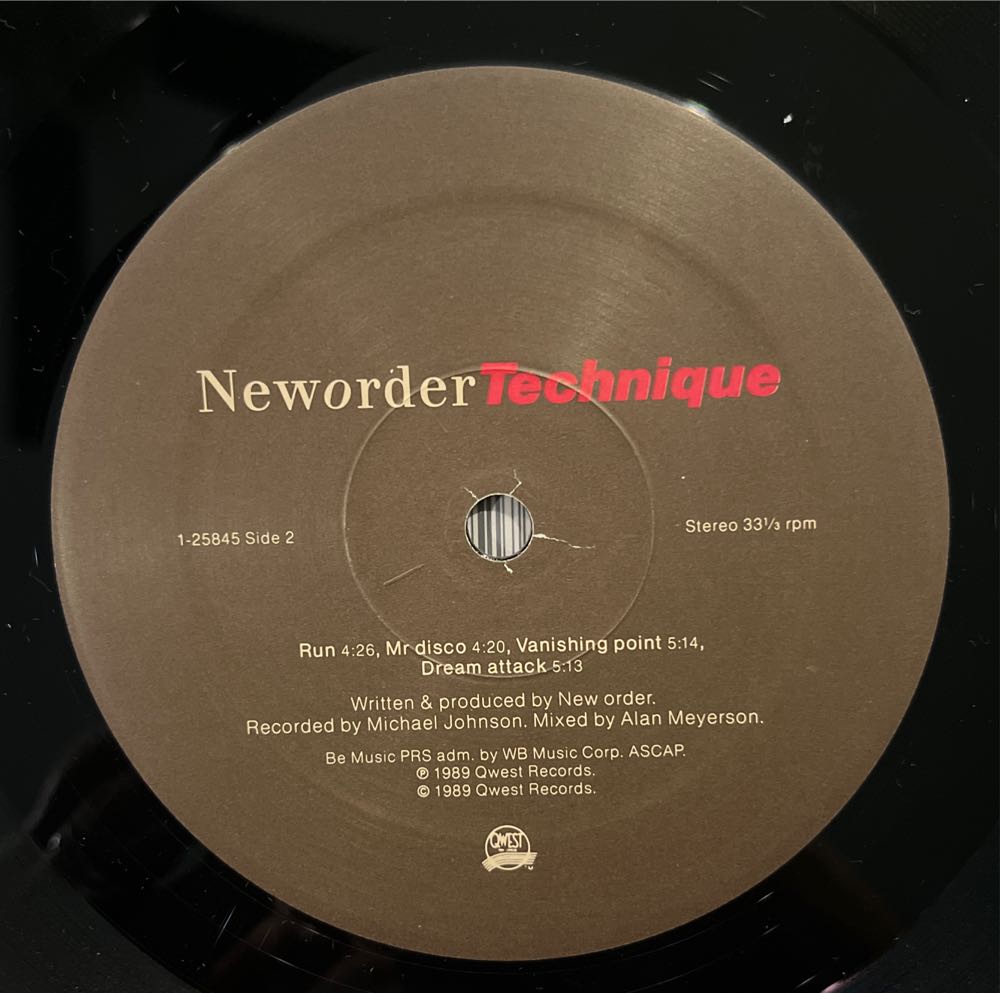 NeworderTechnique
1-25845 Side 2
Stereo 33⅓ rpm
Run 4:26, Mr disco 4:20, Vanishing point 5:14,
Dream attack 5:13
Written & produced by New order.
Recorded by Michael Johnson. Mixed by Alan Meyerson.
Be Music PRS adm. by WB Music Corp. ASCAP.
℗ 1989 Qwest Records.
© 1989 Qwest Records.
QWEST